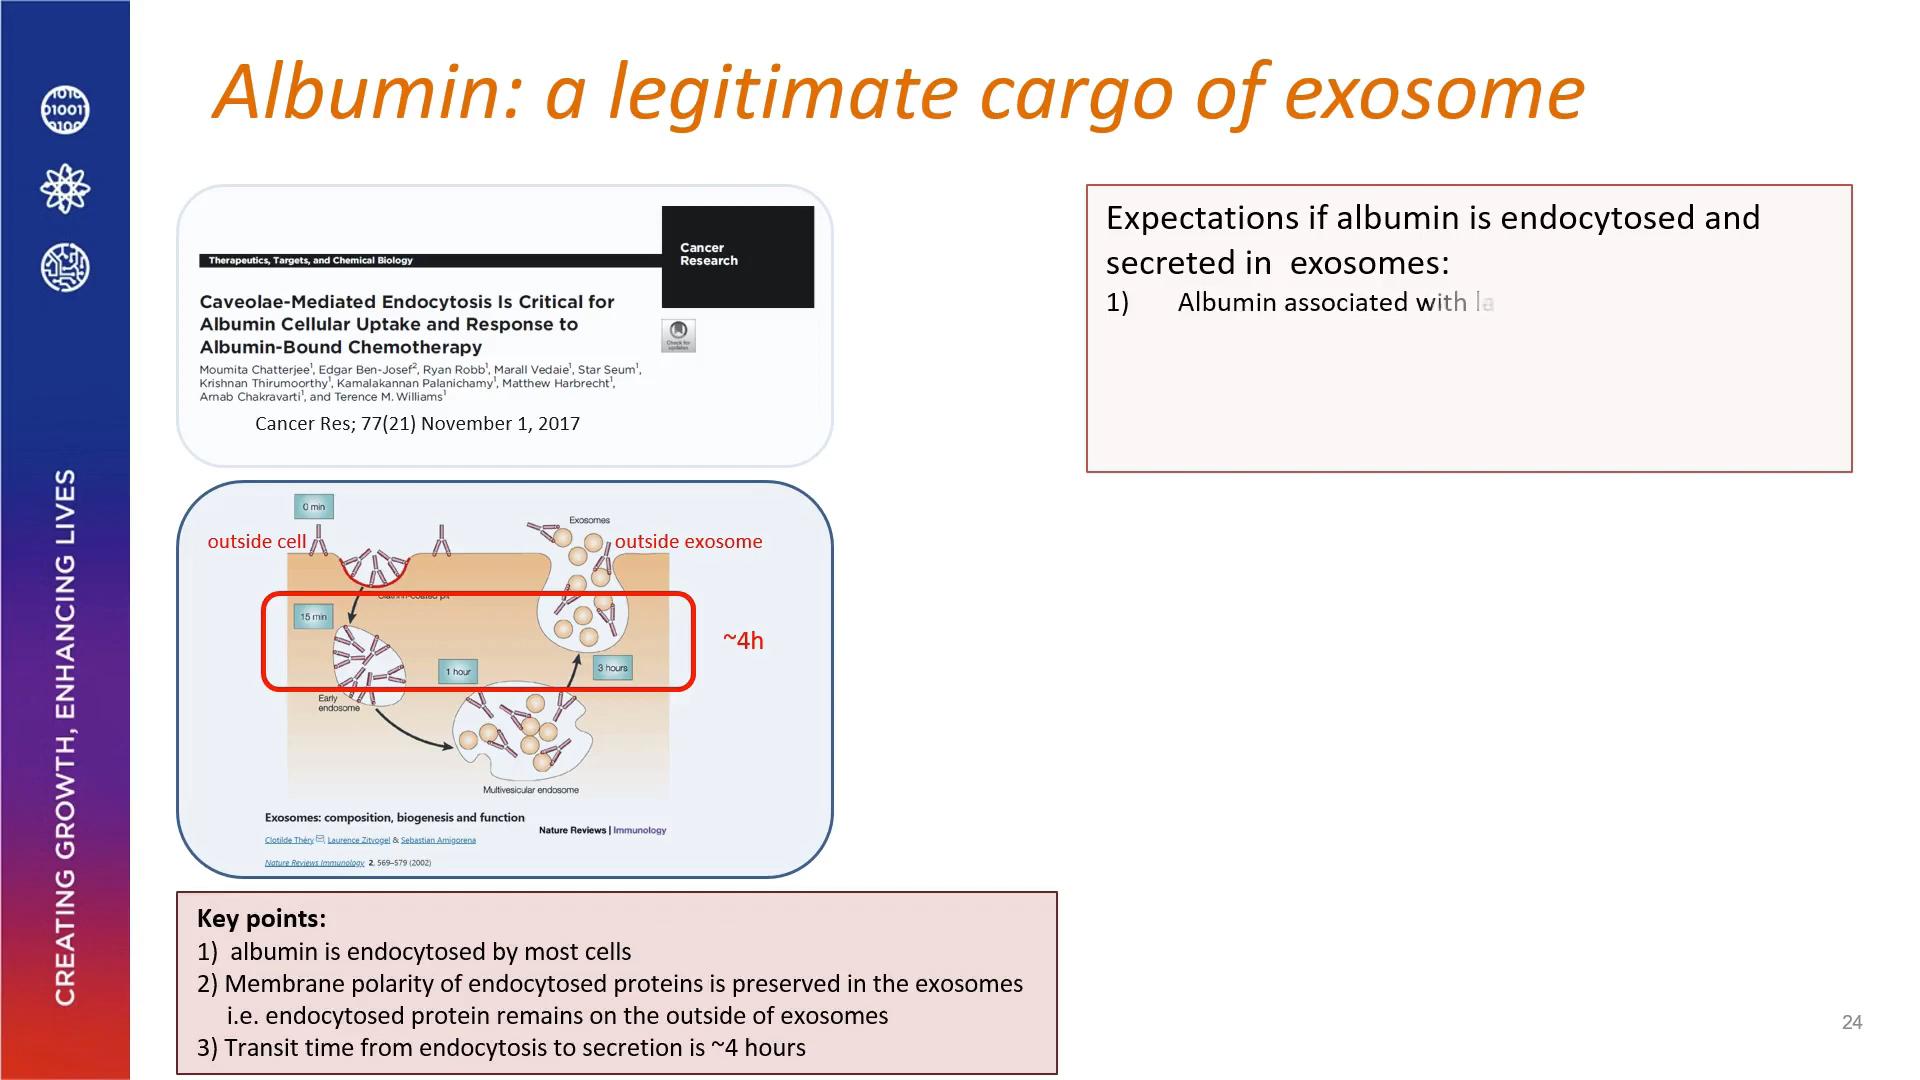 CREATING GROWTH, ENHANCING LIVES
Albumin: a legitimate cargo of exosome
Therapeutics, Targets, and Chemical Biology
Cancer
Research
Caveolae-Mediated Endocytosis Is Critical for
Albumin Cellular Uptake and Response to
Albumin-Bound Chemotherapy
Check for
updates
Moumita Chatterjee1, Edgar Ben-Josef2, Ryan Robb1, Marall Vedaie1, Star Seum1,
Krishnan Thirumoorthy1, Kamalakannan Palanichamy1, Matthew Harbrecht1,
Arnab Chakravarti1, and Terence M. Williams1
Cancer Res; 77(21) November 1, 2017
0 min
Exosomes
outside cell
outside exosome
Clathrin-coated pit
15 min
~4h
1 hour
3 hours
Early
endosome
Multivesicular endosome
Exosomes: composition, biogenesis and function
Nature Reviews | Immunology
Clotilde Théry, Laurence Zitvogel & Sebastian Amigorena
Nature Reviews Immunology 2, 569–579 (2002)
Key points:
1) albumin is endocytosed by most cells
2) Membrane polarity of endocytosed proteins is preserved in the exosomes
i.e. endocytosed protein remains on the outside of exosomes
3) Transit time from endocytosis to secretion is ~4 hours
Expectations if albumin is endocytosed and
secreted in exosomes:
1) Albumin associated with la
24